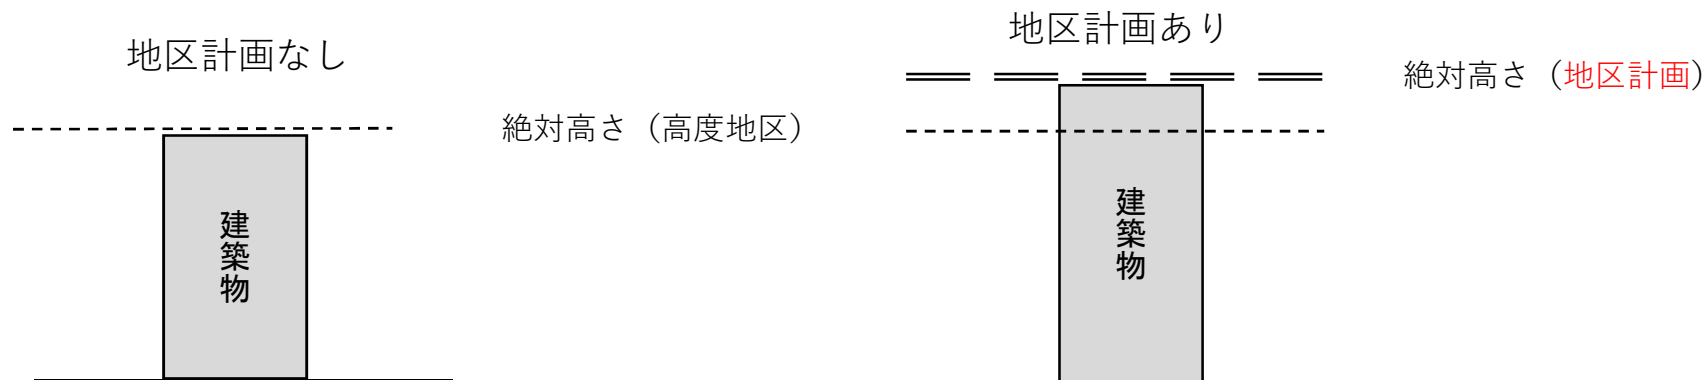 地区計画なし
絶対高さ（高度地区）
建築物
地区計画あり
絶対高さ（地区計画）
建築物